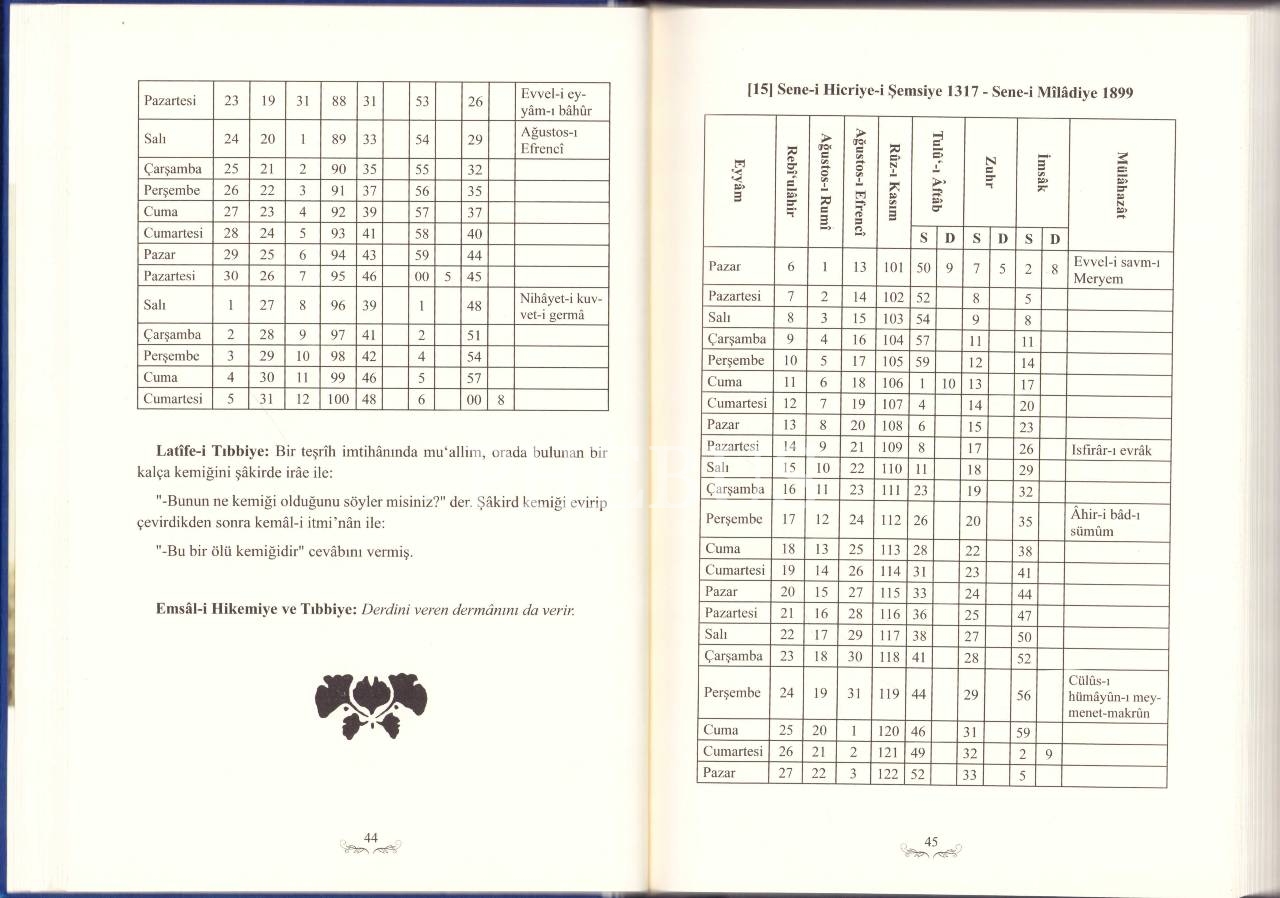 Pazartesi 23 19 31 88 31 53 26 Evvel-i ey-
yâm-ı bâhûr
Salı 24 20 1 89 33 54 29 Ağustos-ı
Efrencî
Çarşamba 25 21 2 90 35 55 32
Perşembe 26 22 3 91 37 56 35
Cuma 27 23 4 92 39 57 37
Cumartesi 28 24 5 93 41 58 40
Pazar 29 25 6 94 43 59 44
Pazartesi 30 26 7 95 46 00 5 45
Salı 1 27 8 96 39 1 48 Nihâyet-i kuv-
vet-i germâ
Çarşamba 2 28 9 97 41 2 51
Perşembe 3 29 10 98 42 4 54
Cuma 4 30 11 99 46 5 57
Cumartesi 5 31 12 100 48 6 00 8
Latîfe-i Tıbbiye: Bir teşrîh imtihânında mu‘allim, orada bulunan bir
kalça kemiğini şâkirde irâe ile:
"-Bunun ne kemiği olduğunu söyler misiniz?" der. Şâkird kemiği evirip
çevirdikden sonra kemâl-i itmi’nân ile:
"-Bu bir ölü kemiğidir" cevâbını vermiş.
Emsâl-i Hikemiye ve Tıbbiye: Derdini veren dermânını da verir.
44
[15] Sene-i Hicriye-i Şemsiye 1317 - Sene-i Mîlâdiye 1899
Eyyâm Rebî‘ulâhir Ağustos-ı Rumî Ağustos-ı Efrencî Rûz-ı Kasım Tulû‘-ı Âftâb Zuhr İmsâk Mülâhazât
S D S D S D
Pazar 6 1 13 101 50 9 7 5 2 8 Evvel-i savm-ı
Meryem
Pazartesi 7 2 14 102 52 8 5
Salı 8 3 15 103 54 9 8
Çarşamba 9 4 16 104 57 11 11
Perşembe 10 5 17 105 59 12 14
Cuma 11 6 18 106 1 10 13 17
Cumartesi 12 7 19 107 4 14 20
Pazar 13 8 20 108 6 15 23
Pazartesi 14 9 21 109 8 17 26 Isfirâr-ı evrâk
Salı 15 10 22 110 11 18 29
Çarşamba 16 11 23 111 23 19 32
Perşembe 17 12 24 112 26 20 35 Âhir-i bâd-ı
sümûm
Cuma 18 13 25 113 28 22 38
Cumartesi 19 14 26 114 31 23 41
Pazar 20 15 27 115 33 24 44
Pazartesi 21 16 28 116 36 25 47
Salı 22 17 29 117 38 27 50
Çarşamba 23 18 30 118 41 28 52
Perşembe 24 19 31 119 44 29 56 Cülûs-ı
hümâyûn-ı mey-
menet-makrûn
Cuma 25 20 1 120 46 31 59
Cumartesi 26 21 2 121 49 32 2 9
Pazar 27 22 3 122 52 33 5
45